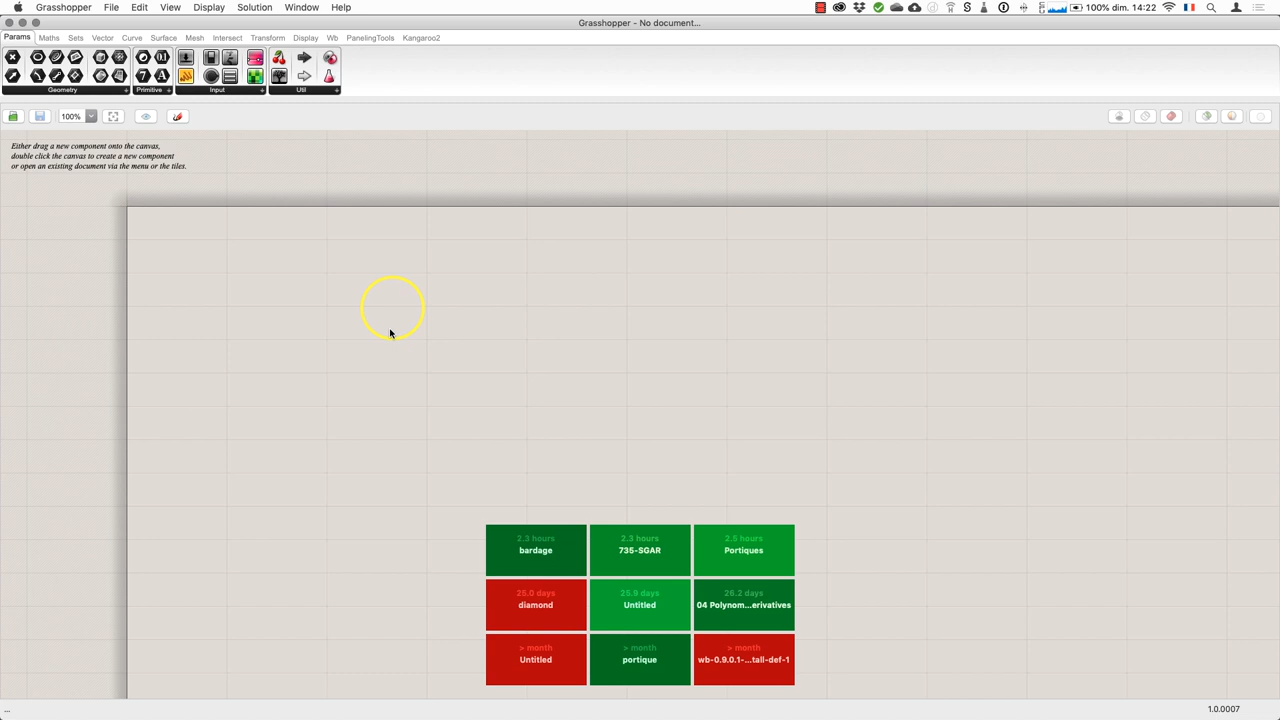 Grasshopper File Edit View Display Solution Window Help 100% dim. 14:22
Grasshopper - No document...
Params Maths Sets Vector Curve Surface Mesh Intersect Transform Display Wb PanelingTools Kangaroo2
Geometry Primitive Input Util
100%
Either drag a new component onto the canvas,
double click the canvas to create a new component
or open an existing document via the menu or the tiles.
2.3 hours 2.3 hours 2.5 hours
bardage 735-SGAR Portiques
25.0 days 25.9 days 26.2 days
diamond Untitled 04 Polynom...erivatives
> month > month > month
Untitled portique wb-0.9.0.1-...tall-def-1
... 1.0.0007